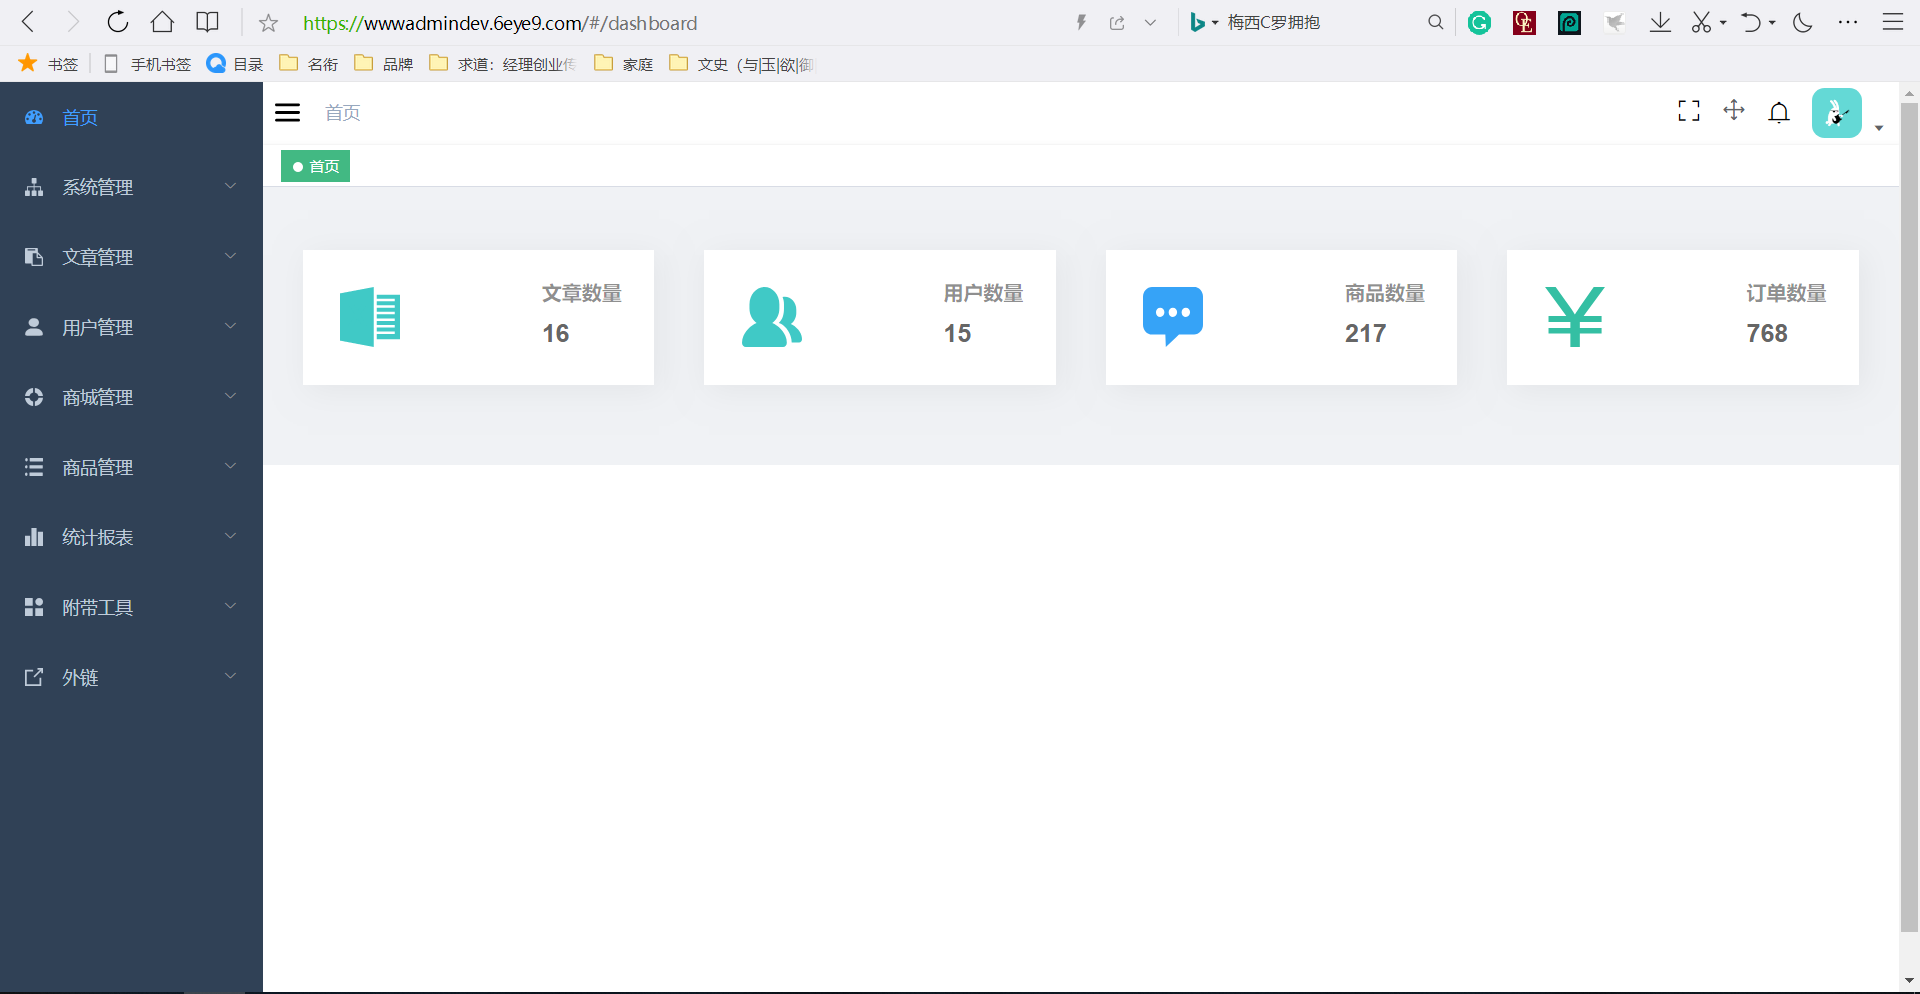 https://wwwadmindev.6eye9.com/#/dashboard
梅西C罗拥抱
书签
手机书签
目录
名衔
品牌
求道：经理创业
家庭
文史（与|玉|欲|御
首页
系统管理
文章管理
用户管理
商城管理
商品管理
统计报表
附带工具
外链
首页
首页
文章数量
16
用户数量
15
商品数量
217
订单数量
768